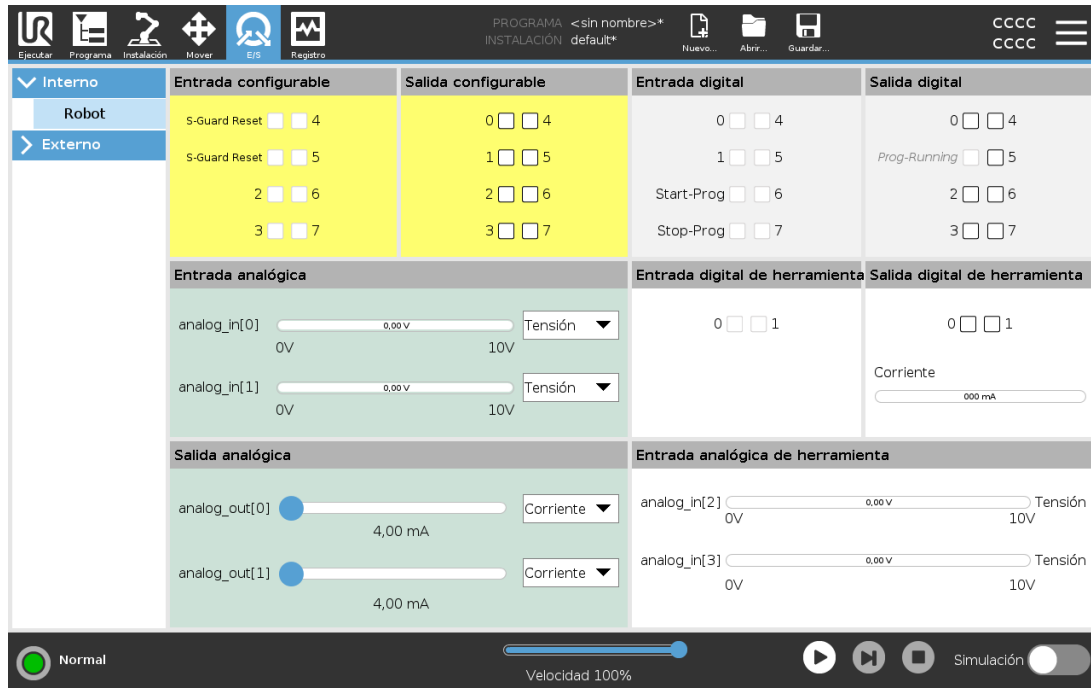 UR
PROGRAMA <sin nombre>*
INSTALACIÓN default*
CCCC
CCCC
Ejecutar Programa Instalación Mover E/S Registro Nuevo... Abrir... Guardar...
Interno
Robot
Externo
Entrada configurable
S-Guard Reset 4
S-Guard Reset 5
2 6
3 7
Salida configurable
0 4
1 5
2 6
3 7
Entrada digital
0 4
1 5
Start-Prog 6
Stop-Prog 7
Salida digital
0 4
Prog-Running 5
2 6
3 7
Entrada analógica
analog_in[0] 0,00 V Tensión
0V 10V
analog_in[1] 0,00 V Tensión
0V 10V
Entrada digital de herramienta
0 1
Salida digital de herramienta
0 1
Corriente
000 mA
Salida analógica
analog_out[0] Corriente
4,00 mA
analog_out[1] Corriente
4,00 mA
Entrada analógica de herramienta
analog_in[2] 0,00 V Tensión
0V 10V
analog_in[3] 0,00 V Tensión
0V 10V
Normal
Velocidad 100%
Simulación